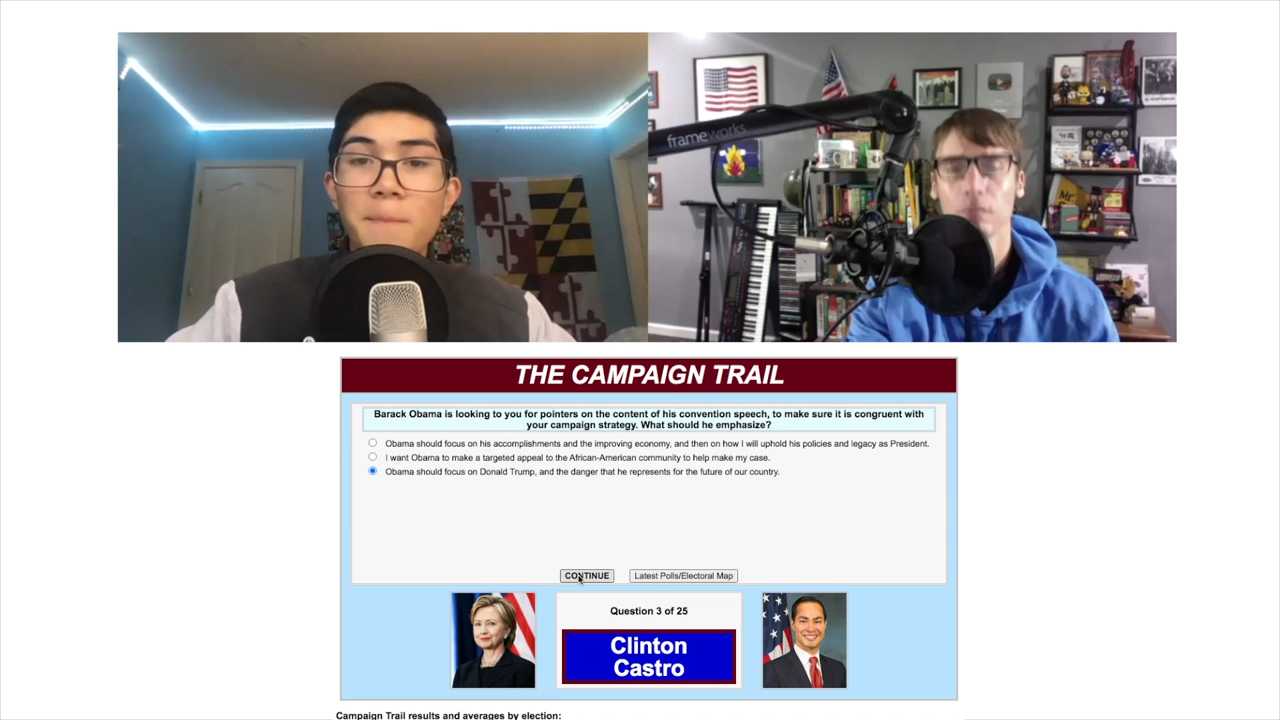 frameworks
THE CAMPAIGN TRAIL
Barack Obama is looking to you for pointers on the content of his convention speech, to make sure it is congruent with
your campaign strategy. What should he emphasize?
Obama should focus on his accomplishments and the improving economy, and then on how I will uphold his policies and legacy as President.
I want Obama to make a targeted appeal to the African-American community to help make my case.
Obama should focus on Donald Trump, and the danger that he represents for the future of our country.
CONTINUE
Latest Polls/Electoral Map
Question 3 of 25
Clinton
Castro
Campaign Trail results and averages by election: